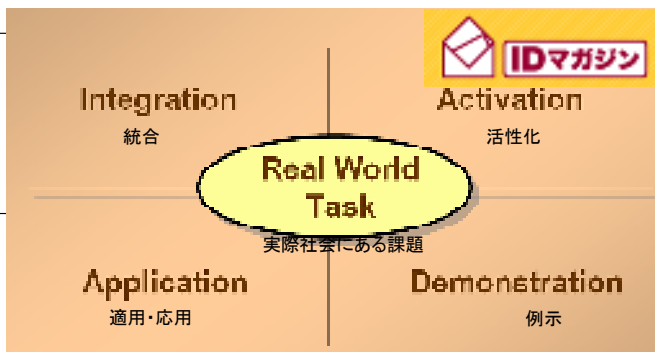 IDマガジン
Integration
統合
Activation
活性化
Real World
Task
実際社会にある課題
Application
適用・応用
Demonstration
例示